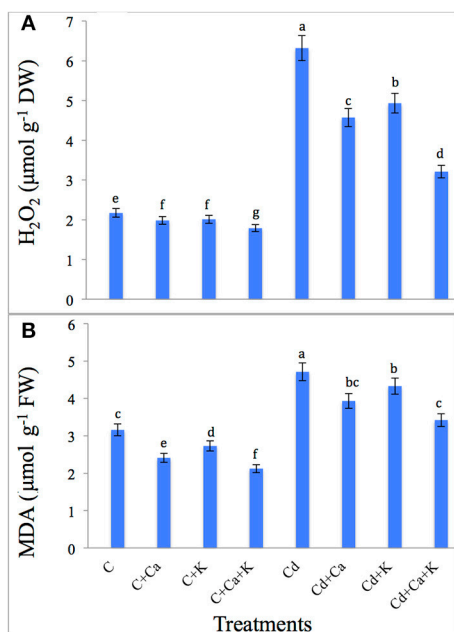 A
H₂O₂ (µmol g⁻¹ DW)
7
6
5
4
3
2
1
0
e
f
f
g
a
c
b
d
B
MDA (µmol g⁻¹ FW)
6
5
4
3
2
1
0
c
e
d
f
a
bc
b
c
C
C+Ca
C+K
C+Ca+K
Cd
Cd+Ca
Cd+K
Cd+Ca+K
Treatments